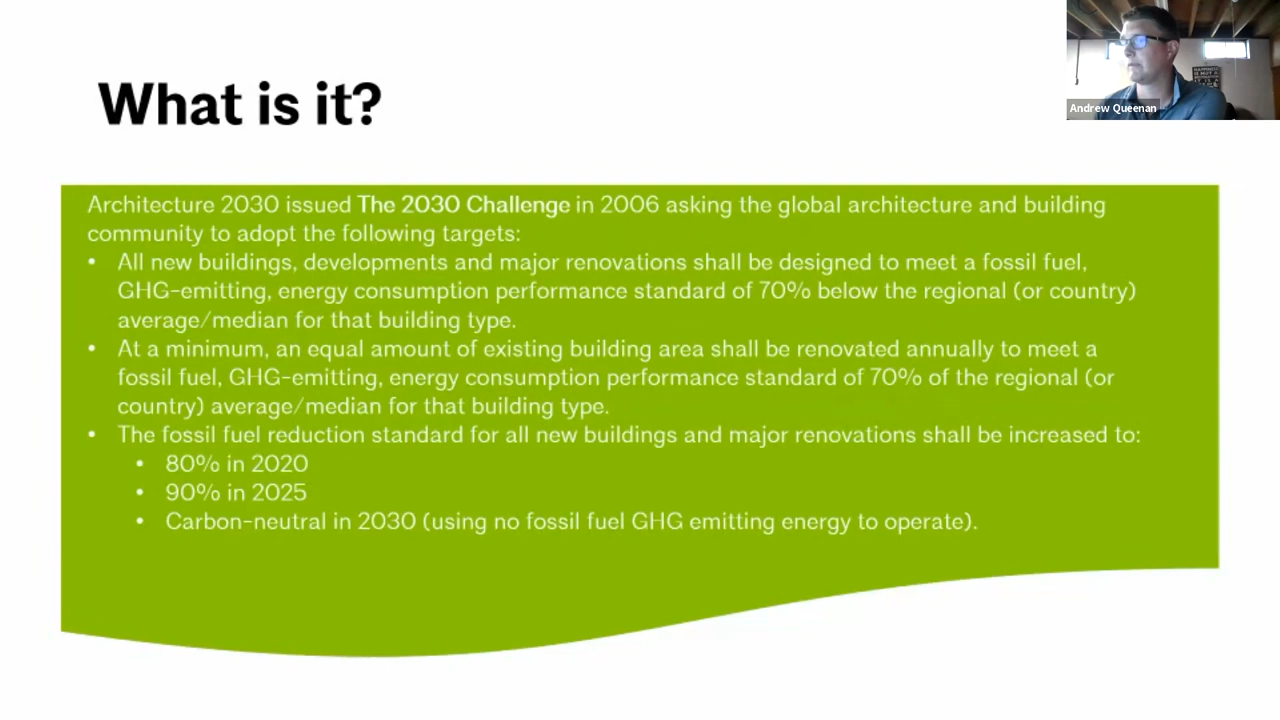 What is it?
Andrew Queenan
Architecture 2030 issued The 2030 Challenge in 2006 asking the global architecture and building
community to adopt the following targets:
• All new buildings, developments and major renovations shall be designed to meet a fossil fuel,
GHG-emitting, energy consumption performance standard of 70% below the regional (or country)
average/median for that building type.
• At a minimum, an equal amount of existing building area shall be renovated annually to meet a
fossil fuel, GHG-emitting, energy consumption performance standard of 70% of the regional (or
country) average/median for that building type.
• The fossil fuel reduction standard for all new buildings and major renovations shall be increased to:
• 80% in 2020
• 90% in 2025
• Carbon-neutral in 2030 (using no fossil fuel GHG emitting energy to operate).